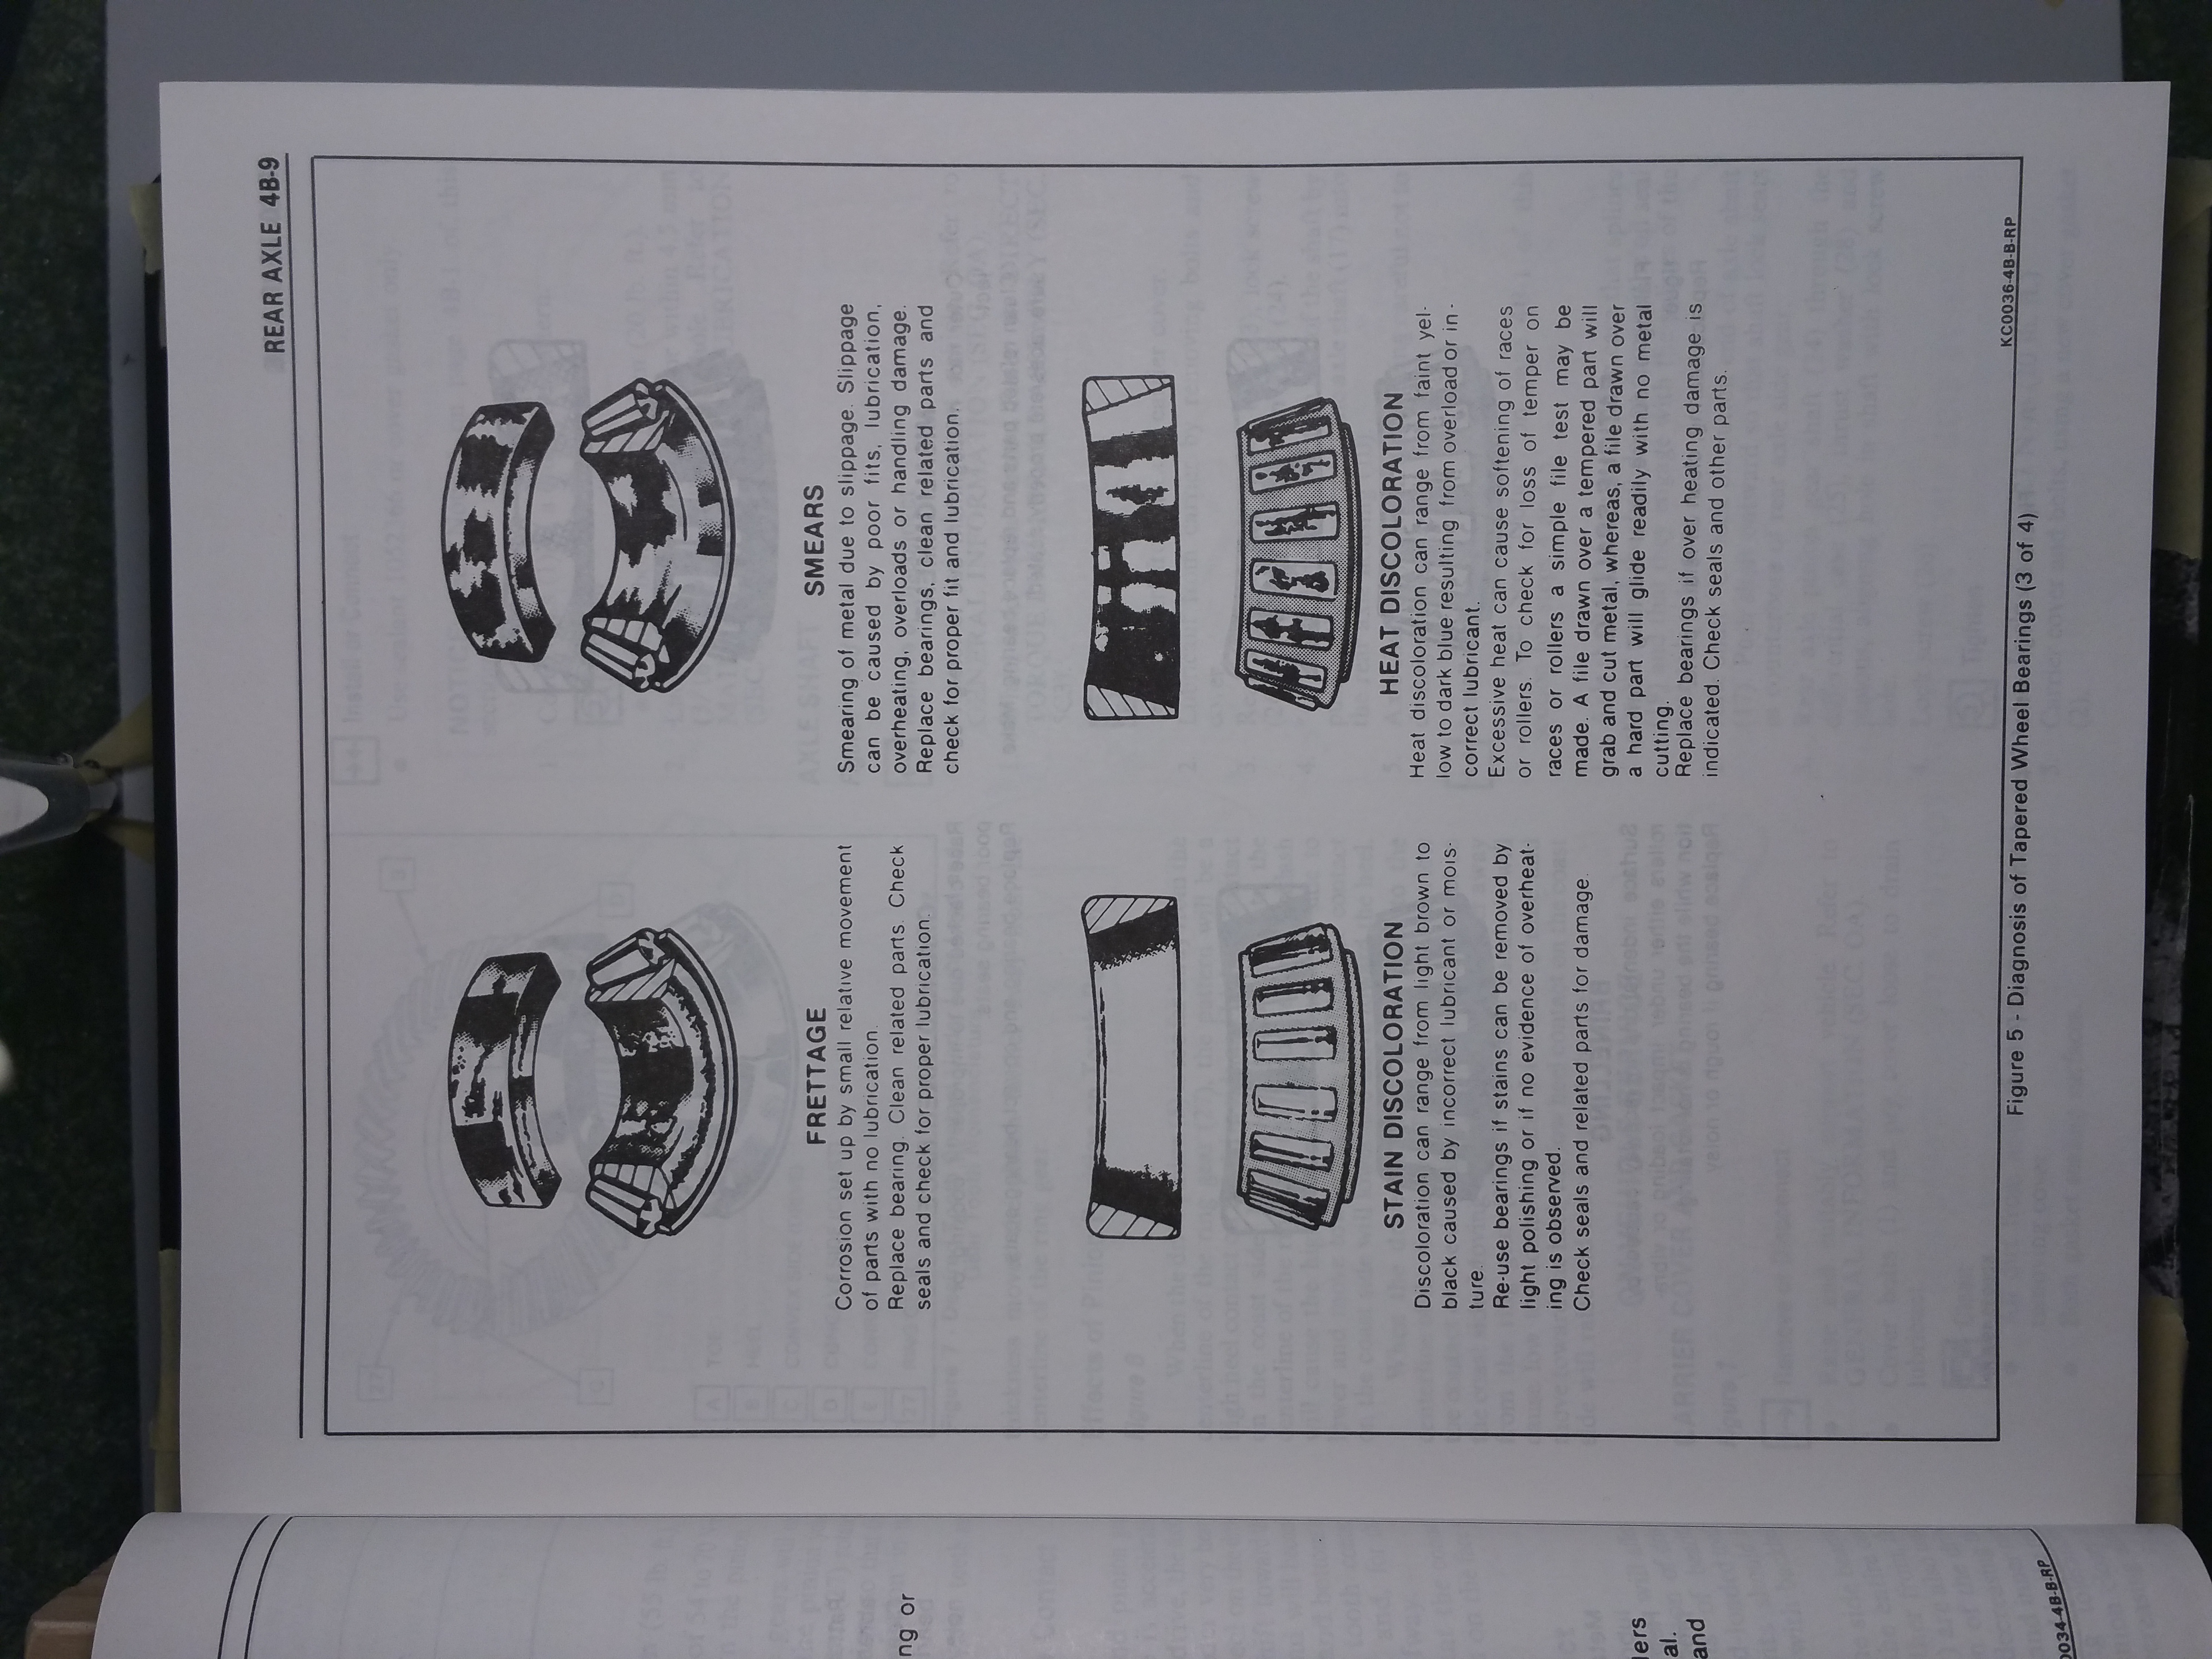 REAR AXLE 4B-9
FRETTAGE
Corrosion set up by small relative movement
of parts with no lubrication.
Replace bearing. Clean related parts. Check
seals and check for proper lubrication.
SMEARS
Smearing of metal due to slippage. Slippage
can be caused by poor fits, lubrication,
overheating, overloads or handling damage.
Replace bearings, clean related parts and
check for proper fit and lubrication.
STAIN DISCOLORATION
Discoloration can range from light brown to
black caused by incorrect lubricant or mois-
ture.
Re-use bearings if stains can be removed by
light polishing or if no evidence of overheat-
ing is observed.
Check seals and related parts for damage.
HEAT DISCOLORATION
Heat discoloration can range from faint yel-
low to dark blue resulting from overload or in-
correct lubricant.
Excessive heat can cause softening of races
or rollers. To check for loss of temper on
races or rollers a simple file test may be
made. A file drawn over a tempered part will
grab and cut metal, whereas, a file drawn over
a hard part will glide readily with no metal
cutting.
Replace bearings if over heating damage is
indicated. Check seals and other parts.
KC0036-4B-B-RP
Figure 5 - Diagnosis of Tapered Wheel Bearings (3 of 4)
ng or
lers
al.
and
0034-4B-B-RP